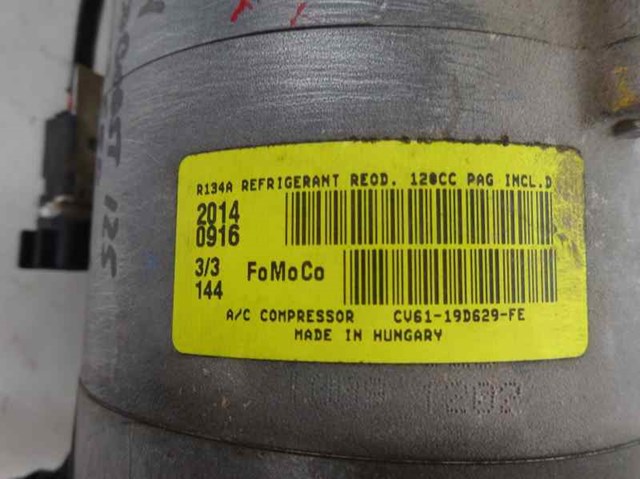 R134A REFRIGERANT REQD. 120CC PAG INCL.D
2014
0916
3/3 FoMoCo
144
A/C COMPRESSOR CV61-19D629-FE
MADE IN HUNGARY